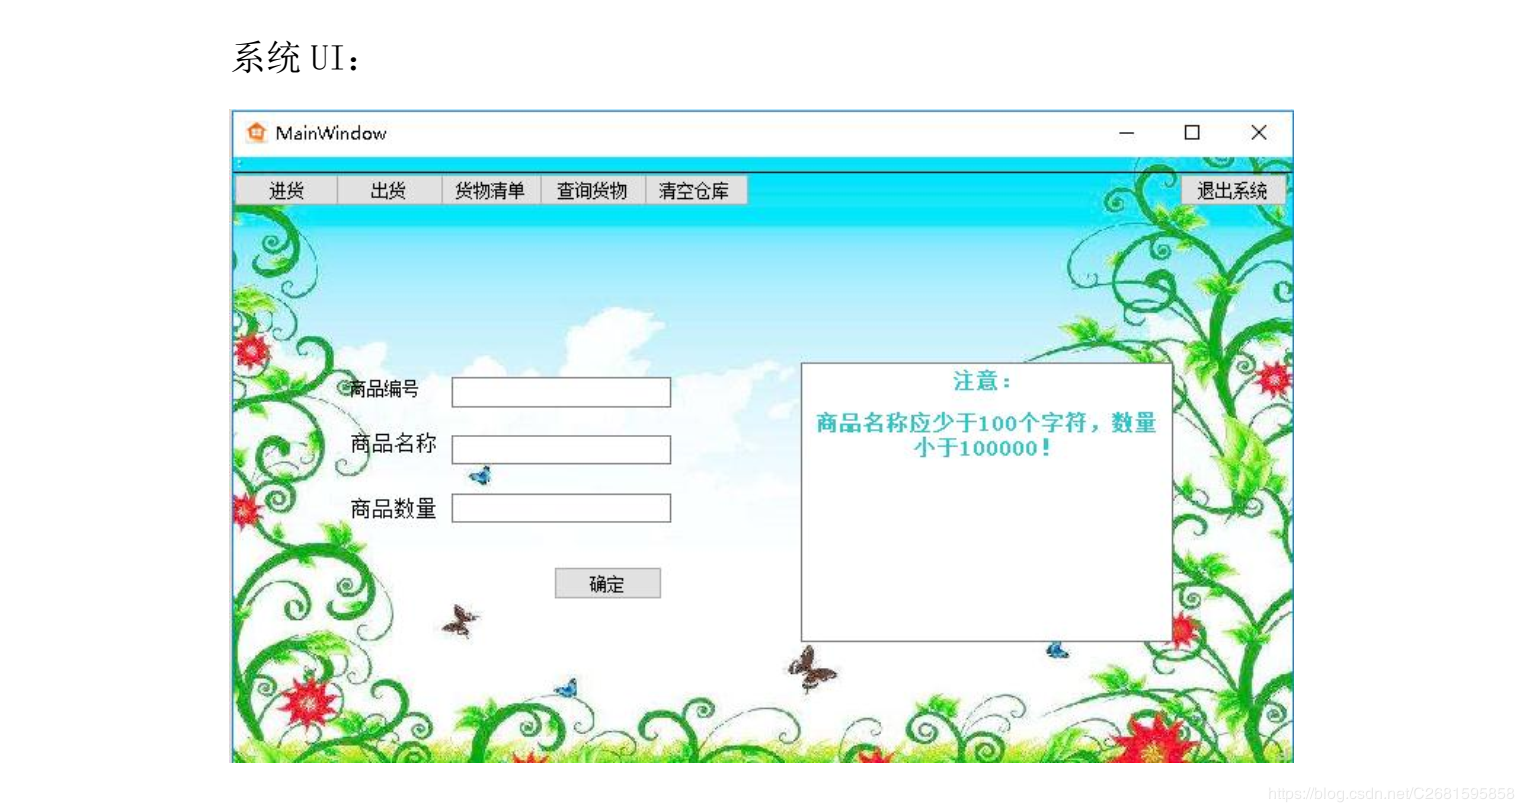 系统 UI：
MainWindow
进货
出货
货物清单
查询货物
清空仓库
退出系统
商品编号
商品名称
商品数量
确定
注意：
商品名称应少于100个字符，数量
小于100000！
https://blog.csdn.net/C2681595858